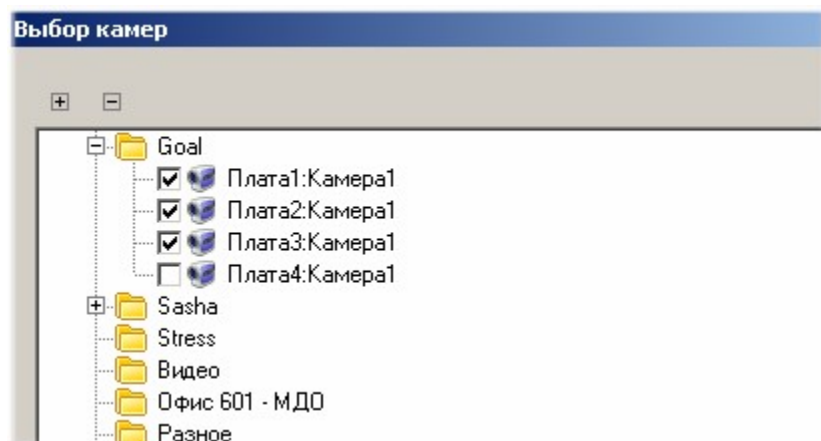 Выбор камер
Goal
Плата1:Камера1
Плата2:Камера1
Плата3:Камера1
Плата4:Камера1
Sasha
Stress
Видео
Офис 601 - МДО
Разное